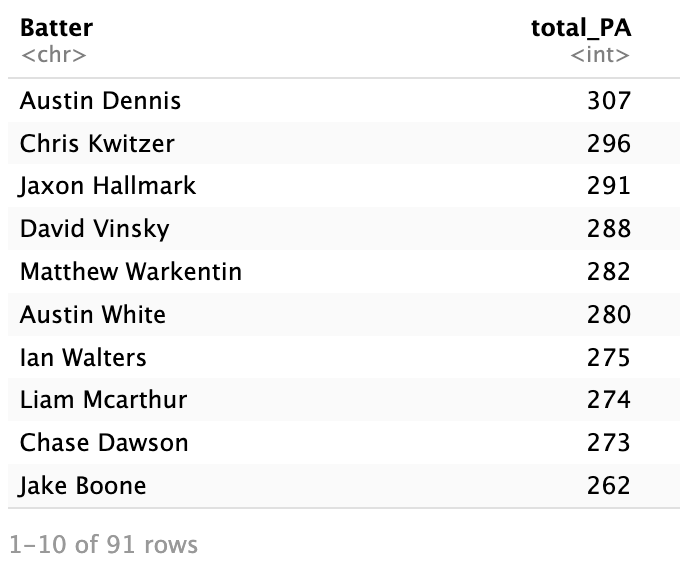 Batter total_PA
<chr> <int>
Austin Dennis 307
Chris Kwitzer 296
Jaxon Hallmark 291
David Vinsky 288
Matthew Warkentin 282
Austin White 280
Ian Walters 275
Liam Mcarthur 274
Chase Dawson 273
Jake Boone 262
1–10 of 91 rows